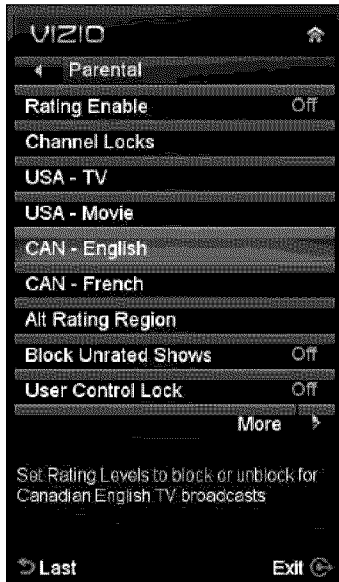 VIZIO
Parental
Rating Enable Off
Channel Locks
USA - TV
USA - Movie
CAN - English
CAN - French
Alt Rating Region
Block Unrated Shows Off
User Control Lock Off
More
Set Rating Levels to block or unblock for
Canadian English TV broadcasts
Last Exit